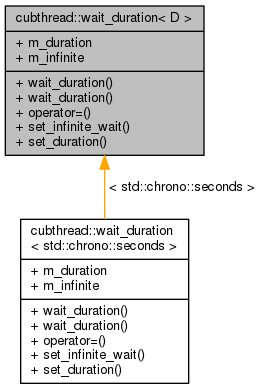 cubthread::wait_duration< D >
+ m_duration
+ m_infinite
+ wait_duration()
+ wait_duration()
+ operator=()
+ set_infinite_wait()
+ set_duration()
< std::chrono::seconds >
cubthread::wait_duration
< std::chrono::seconds >
+ m_duration
+ m_infinite
+ wait_duration()
+ wait_duration()
+ operator=()
+ set_infinite_wait()
+ set_duration()